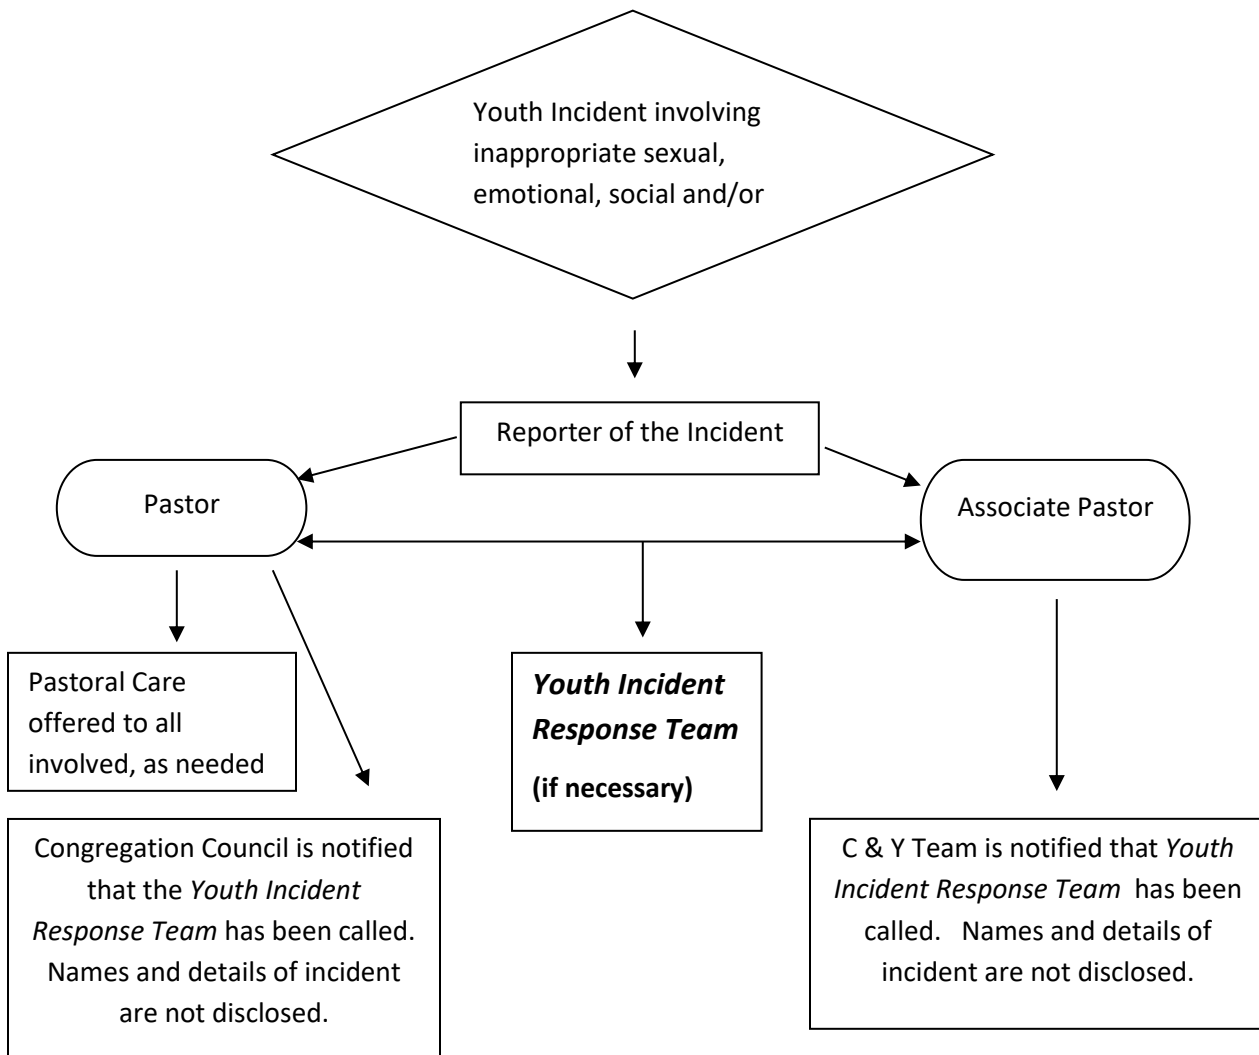 Youth Incident involving
inappropriate sexual,
emotional, social and/or
Reporter of the Incident
Pastor
Associate Pastor
Pastoral Care
offered to all
involved, as needed
Youth Incident
Response Team
(if necessary)
Congregation Council is notified
that the Youth Incident
Response Team has been called.
Names and details of incident
are not disclosed.
C & Y Team is notified that Youth
Incident Response Team has been
called. Names and details of
incident are not disclosed.